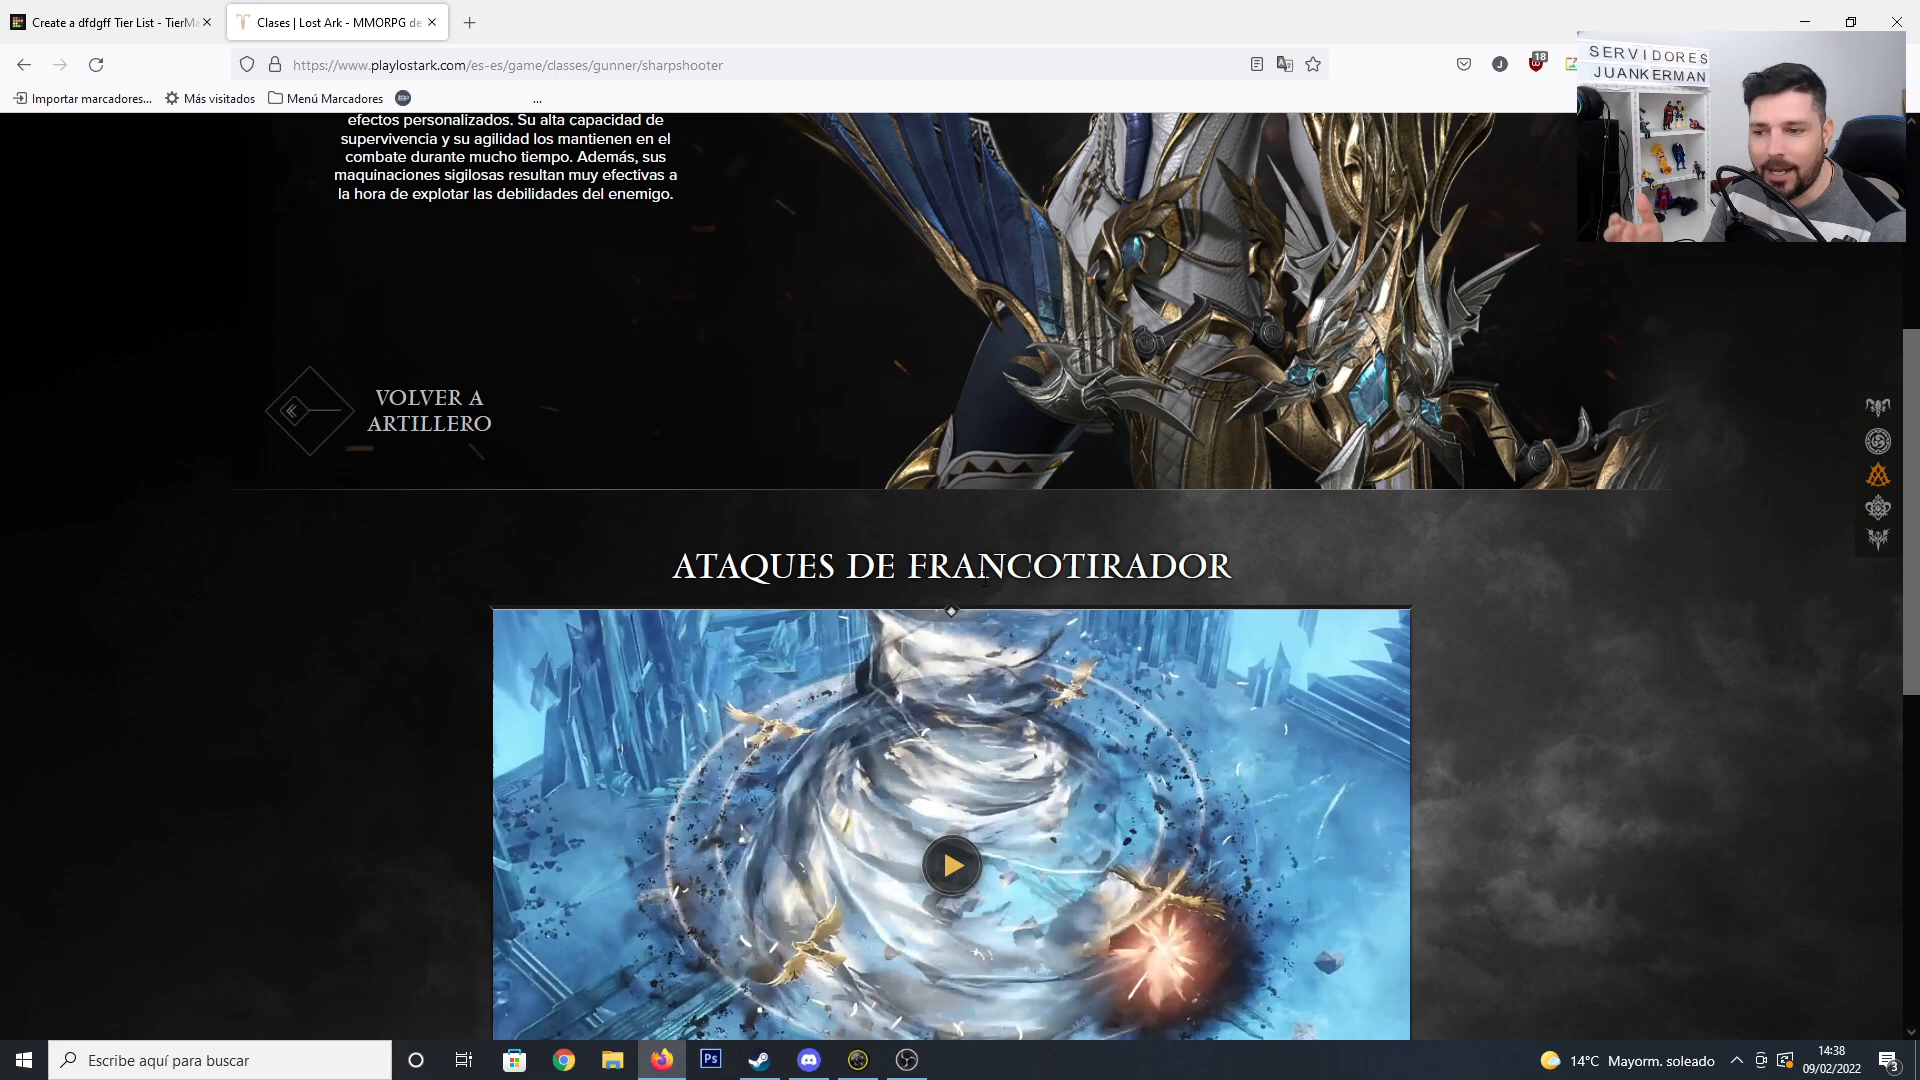 Create a dfdgff Tier List - TierMa
Clases | Lost Ark - MMORPG de
https://www.playlostark.com/es-es/game/classes/gunner/sharpshooter
J
18
Importar marcadores...
Más visitados
Menú Marcadores
...
SERVIDORES
JUANKERMAN
efectos personalizados. Su alta capacidad de
supervivencia y su agilidad los mantienen en el
combate durante mucho tiempo. Además, sus
maquinaciones sigilosas resultan muy efectivas a
la hora de explotar las debilidades del enemigo.
VOLVER A
ARTILLERO
ATAQUES DE FRANCOTIRADOR
Escribe aquí para buscar
Ps
14°C Mayorm. soleado
14:38
09/02/2022
3